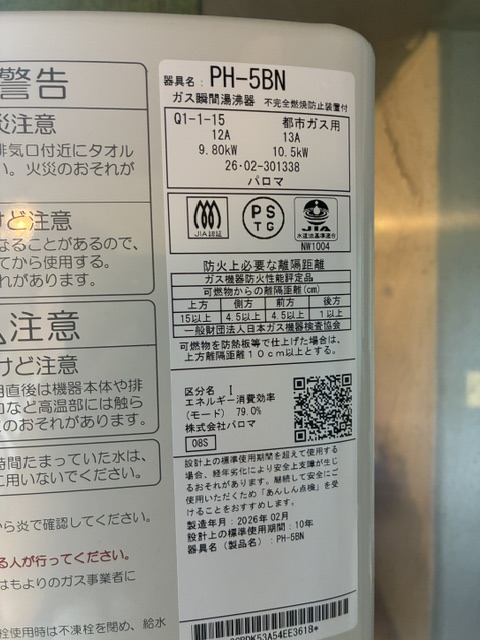 警告
災注意
排気口付近にタオル
い。火災のおそれが
けど注意
なることがあるので、
てから使用する。
れがあります。
注意
けど注意
用直後は機器本体や排
口など高温部には触ら
のおそれがあります。
時間たまっていた水は、
に用いないでください。
から炎で確認してください。
る人が行ってください。
はもよりのガス事業者に
栓使用時は不凍栓を閉め、給水
器具名: PH-5BN
ガス瞬間湯沸器 不完全燃焼防止装置付
Q1-1-15 都市ガス用
12A 13A
9.80kW 10.5kW
26・02-301338
パロマ
JIA認証
PS
TG
JIA
水道法基準適合
NW1004
防火上必要な離隔距離
ガス機器防火性能評定品
可燃物からの離隔距離(cm)
上方 側方 前方 後方
15以上 4.5以上 4.5以上 1以上
一般財団法人日本ガス機器検査協会
可燃物を防熱板等で仕上げた場合は、
上方離隔距離10cm以上とする。
区分名 I
エネルギー消費効率
(モード) 79.0%
株式会社パロマ
08S
設計上の標準使用期間を超えて使用する
場合、経年劣化により安全上支障が生じ
るおそれがあります。継続して安全にご
使用いただくため「あんしん点検」を受
けることをおすすめします。
製造年月:2026年02月
設計上の標準使用期間:10年
器具名(製品名):PH-5BN